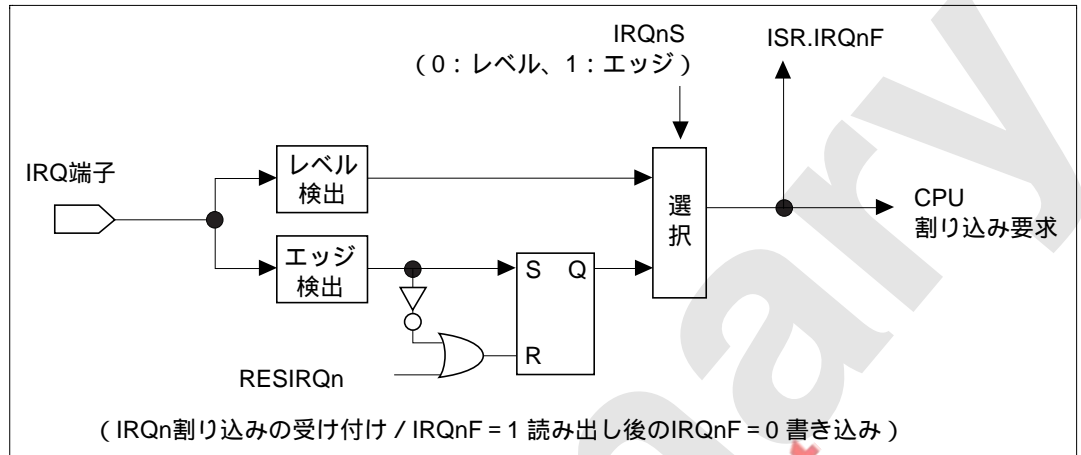 IRQnS
(0：レベル、1：エッジ)
ISR.IRQnF
IRQ端子
レベル
検出
選
択
CPU
割り込み要求
エッジ
検出
S Q
R
RESIRQn
(IRQn割り込みの受け付け / IRQnF = 1 読み出し後のIRQnF = 0 書き込み)